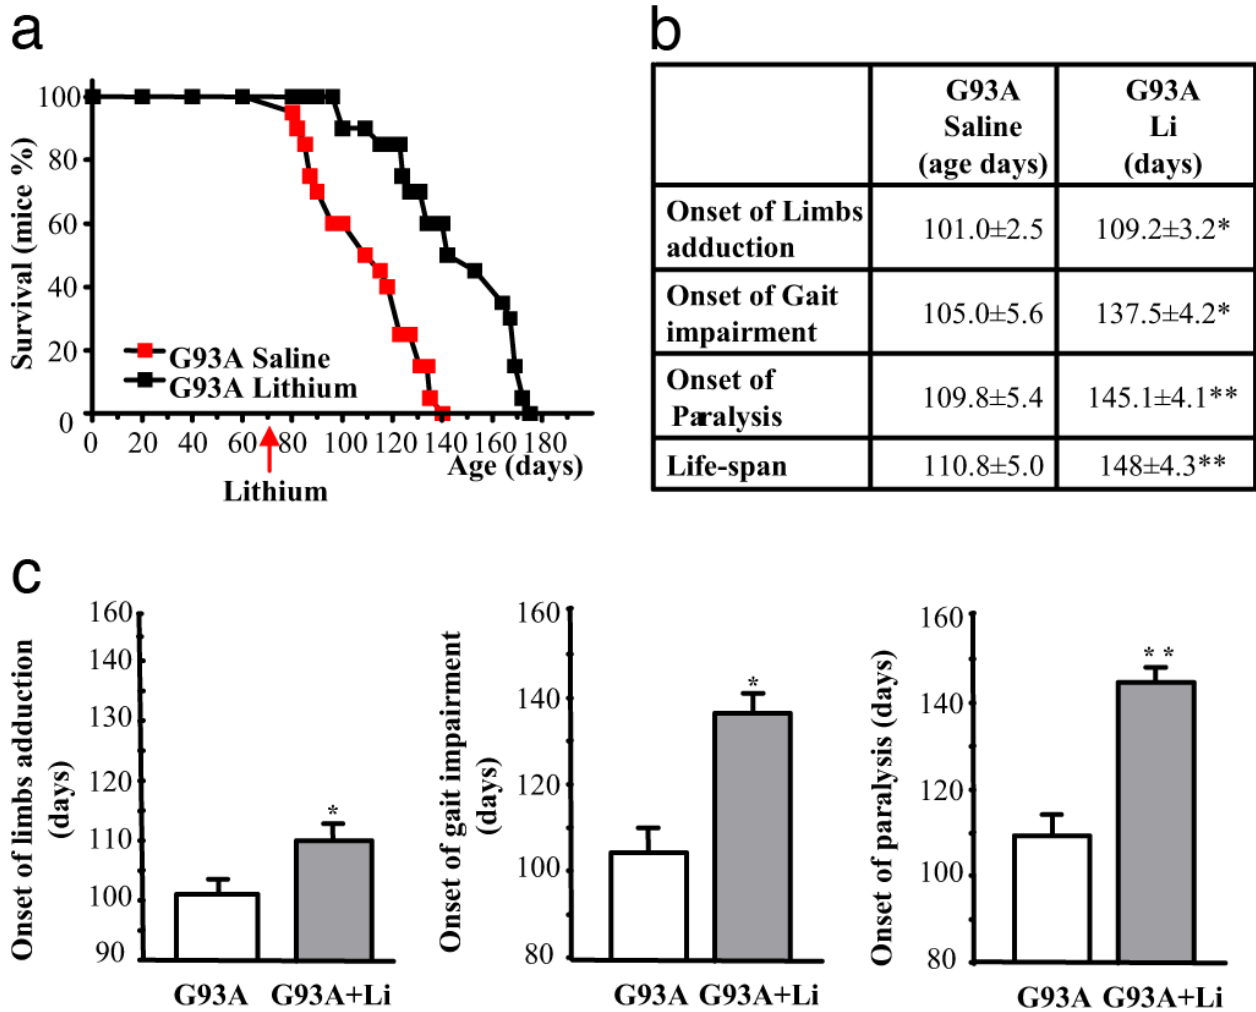 a
100
80
60
40
20
0
Survival (mice %)
G93A Saline
G93A Lithium
0 20 40 60 80 100 120 140 160 180
Age (days)
Lithium
b
G93A Saline (age days)
G93A Li (days)
Onset of Limbs adduction
101.0±2.5
109.2±3.2*
Onset of Gait impairment
105.0±5.6
137.5±4.2*
Onset of Paralysis
109.8±5.4
145.1±4.1**
Life-span
110.8±5.0
148±4.3**
c
Onset of limbs adduction
(days)
160
140
130
120
110
100
90
*
G93A G93A+Li
Onset of gait impairment
(days)
160
140
120
100
80
*
G93A G93A+Li
Onset of paralysis (days)
160
140
120
100
80
* *
G93A G93A+Li